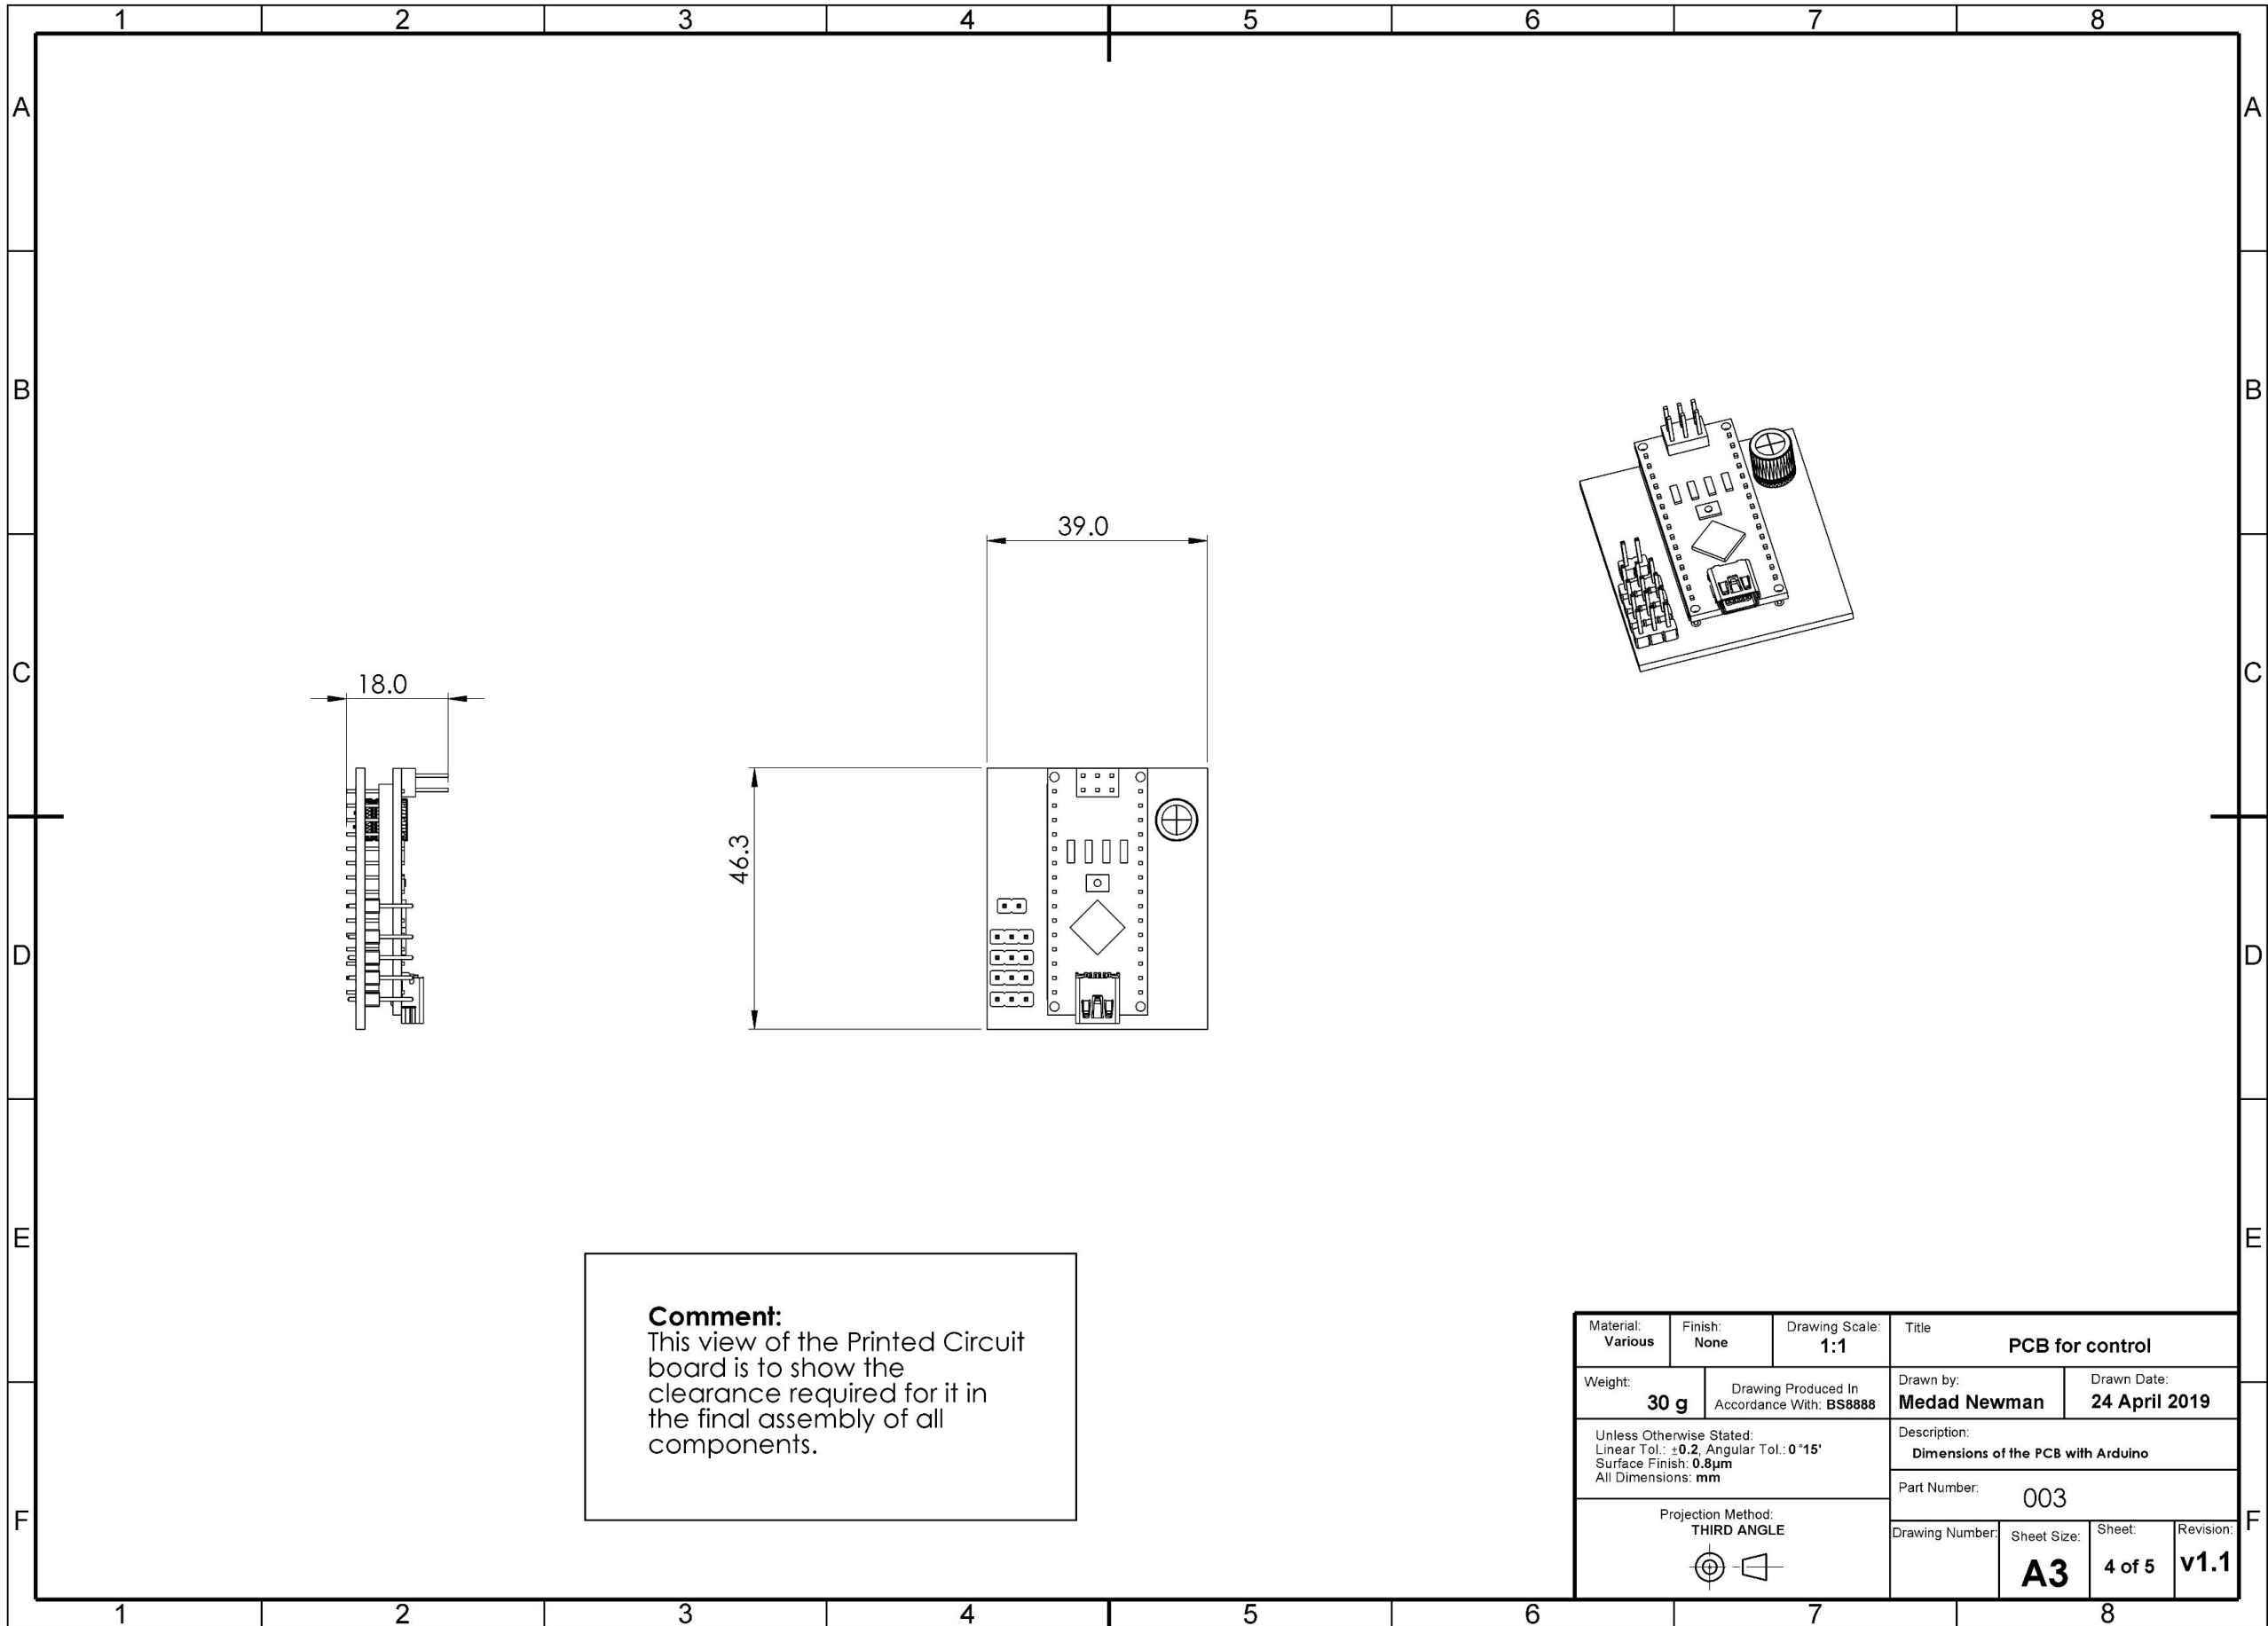 1 2 3 4 5 6 7 8
A A
B B
39.0
18.0
C C
46.3
D D
E E
Comment:
This view of the Printed Circuit
board is to show the
clearance required for it in
the final assembly of all
components.
Material: Various
Finish: None
Drawing Scale: 1:1
Title
PCB for control
Weight: 30 g
Drawing Produced In
Accordance With: BS8888
Drawn by:
Medad Newman
Drawn Date:
24 April 2019
Unless Otherwise Stated:
Linear Tol.: ±0.2, Angular Tol.: 0°15'
Surface Finish: 0.8µm
All Dimensions: mm
Description:
Dimensions of the PCB with Arduino
Part Number: 003
Projection Method:
THIRD ANGLE
Drawing Number:
Sheet Size:
A3
Sheet:
4 of 5
Revision:
v1.1
F F
1 2 3 4 5 6 7 8